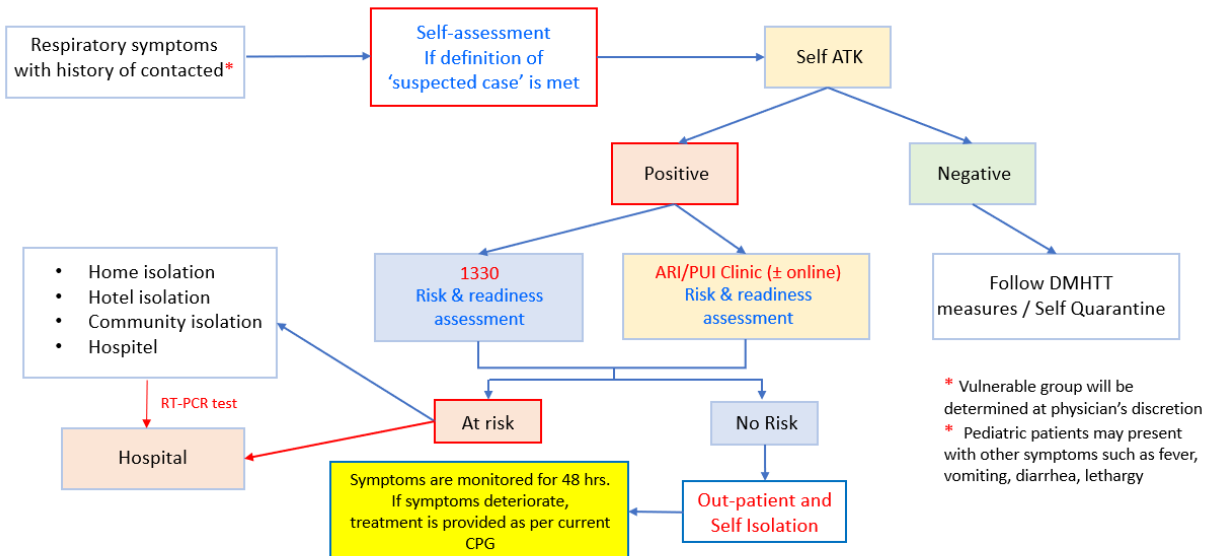 Respiratory symptoms
with history of contacted*
Self-assessment
If definition of
‘suspected case’ is met
Self ATK
Positive
Negative
• Home isolation
• Hotel isolation
• Community isolation
• Hospitel
1330
Risk & readiness
assessment
ARI/PUI Clinic (± online)
Risk & readiness
assessment
Follow DMHTT
measures / Self Quarantine
RT-PCR test
At risk
No Risk
Hospital
* Vulnerable group will be
determined at physician’s discretion
* Pediatric patients may present
with other symptoms such as fever,
vomiting, diarrhea, lethargy
Symptoms are monitored for 48 hrs.
If symptoms deteriorate,
treatment is provided as per current
CPG
Out-patient and
Self Isolation